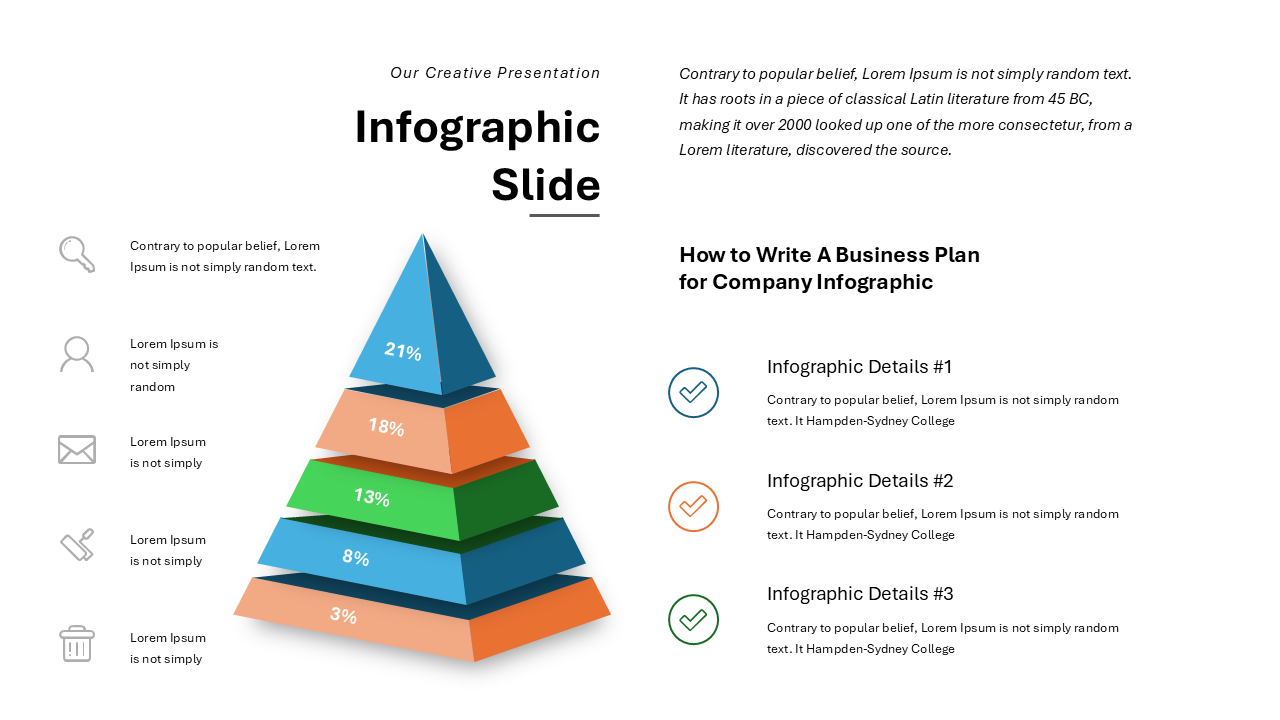 Our Creative Presentation
Infographic
Slide
Contrary to popular belief, Lorem Ipsum is not simply random text.
It has roots in a piece of classical Latin literature from 45 BC,
making it over 2000 looked up one of the more consectetur, from a
Lorem literature, discovered the source.
Contrary to popular belief, Lorem
Ipsum is not simply random text.
Lorem Ipsum is
not simply
random
Lorem Ipsum
is not simply
Lorem Ipsum
is not simply
Lorem Ipsum
is not simply
21%
18%
13%
8%
3%
How to Write A Business Plan
for Company Infographic
Infographic Details #1
Contrary to popular belief, Lorem Ipsum is not simply random
text. It Hampden-Sydney College
Infographic Details #2
Contrary to popular belief, Lorem Ipsum is not simply random
text. It Hampden-Sydney College
Infographic Details #3
Contrary to popular belief, Lorem Ipsum is not simply random
text. It Hampden-Sydney College